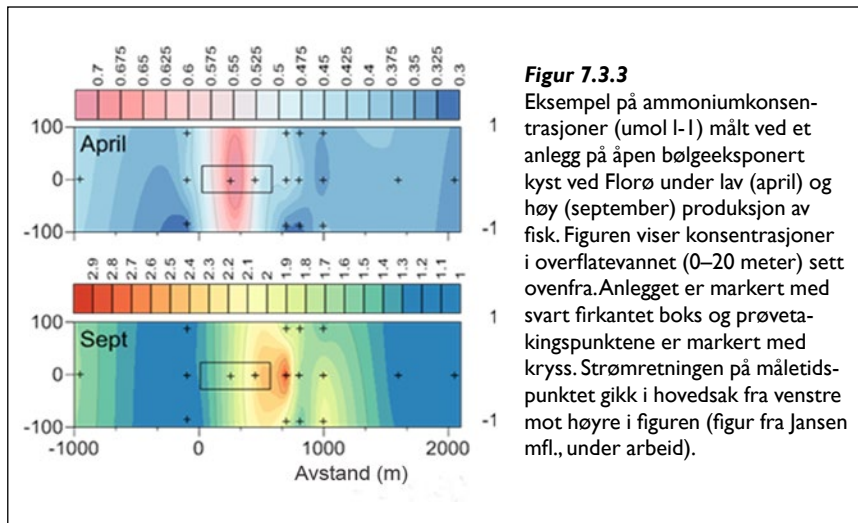 0.7 0.675 0.65 0.625 0.6 0.575 0.55 0.525 0.5 0.475 0.45 0.425 0.4 0.375 0.35 0.325 0.3
100 April 1
0
-100 -1
2.9 2.8 2.7 2.6 2.5 2.4 2.3 2.2 2.1 2 1.9 1.8 1.7 1.6 1.5 1.4 1.3 1.2 1.1 1
100 Sept 1
0
-100 -1
-1000 0 1000 2000
Avstand (m)
Figur 7.3.3
Eksempel på ammoniumkonsen-
trasjoner (umol l-1) målt ved et
anlegg på åpen bølgeeksponert
kyst ved Florø under lav (april) og
høy (september) produksjon av
fisk. Figuren viser konsentrasjoner
i overflatevannet (0–20 meter) sett
ovenfra. Anlegget er markert med
svart firkantet boks og prøveta-
kingspunktene er markert med
kryss. Strømretningen på måletids-
punktet gikk i hovedsak fra venstre
mot høyre i figuren (figur fra Jansen
mfl., under arbeid).